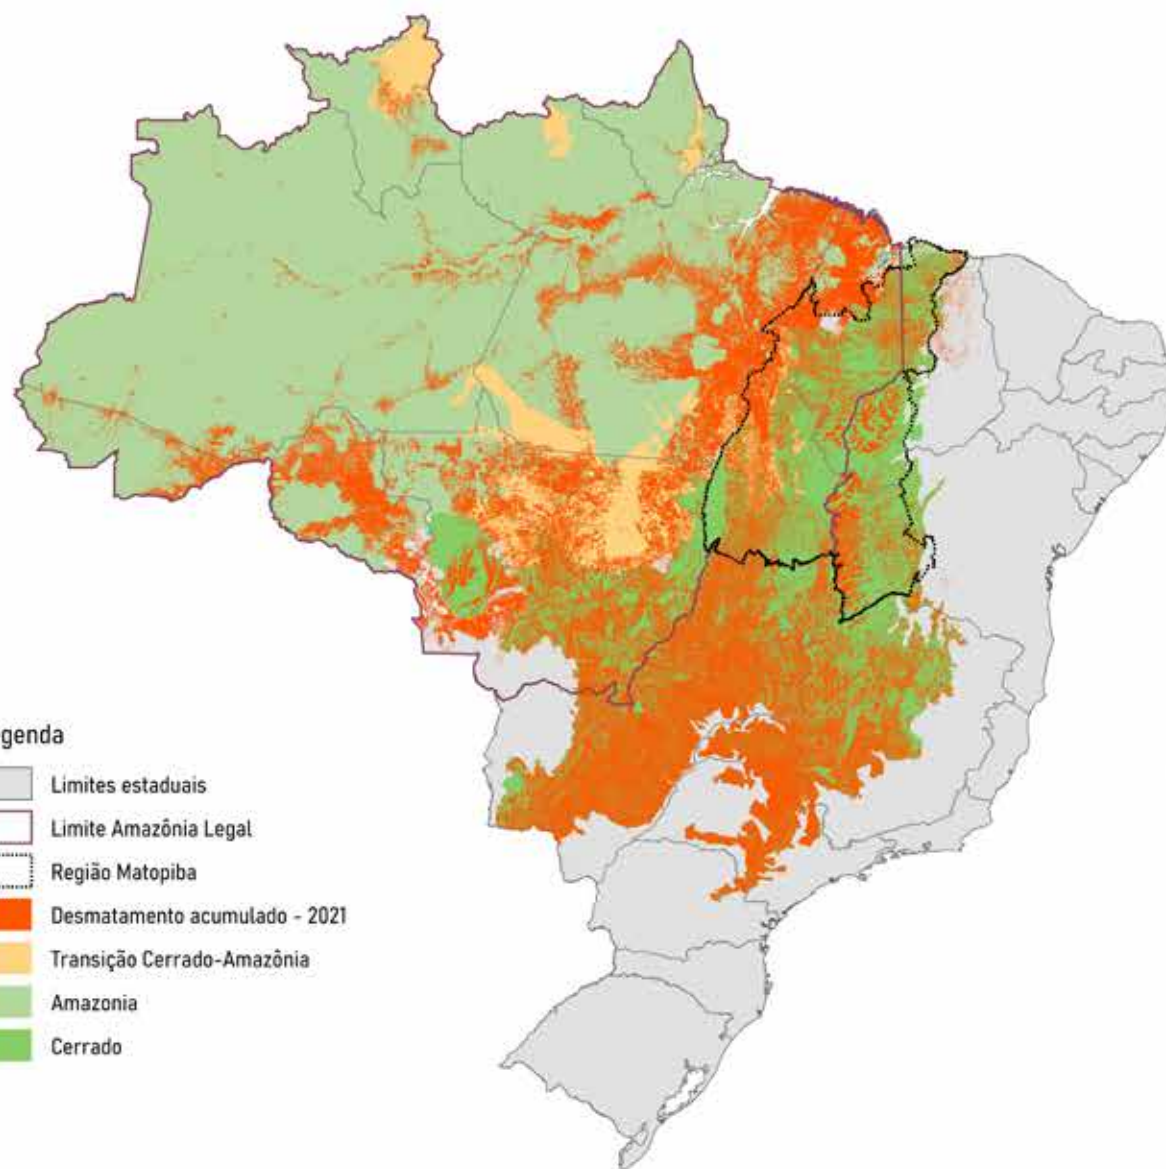 genda
Limites estaduais
Limite Amazônia Legal
Região Matopiba
Desmatamento acumulado - 2021
Transição Cerrado-Amazônia
Amazonia
Cerrado